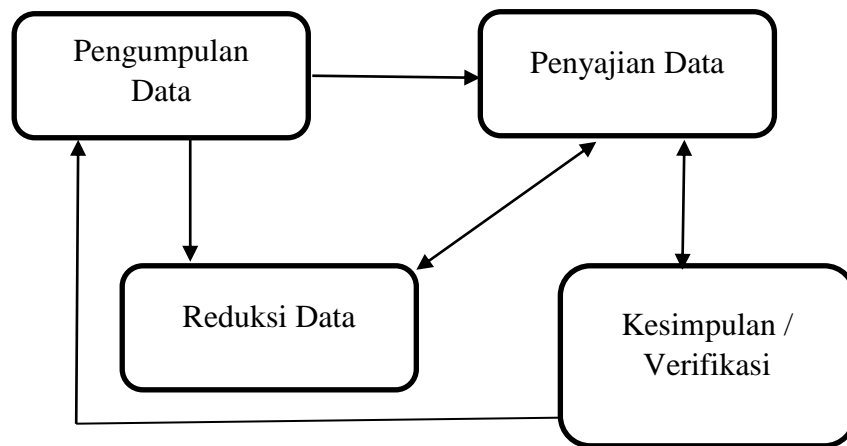 Pengumpulan
Data
Penyajian Data
Reduksi Data
Kesimpulan /
Verifikasi